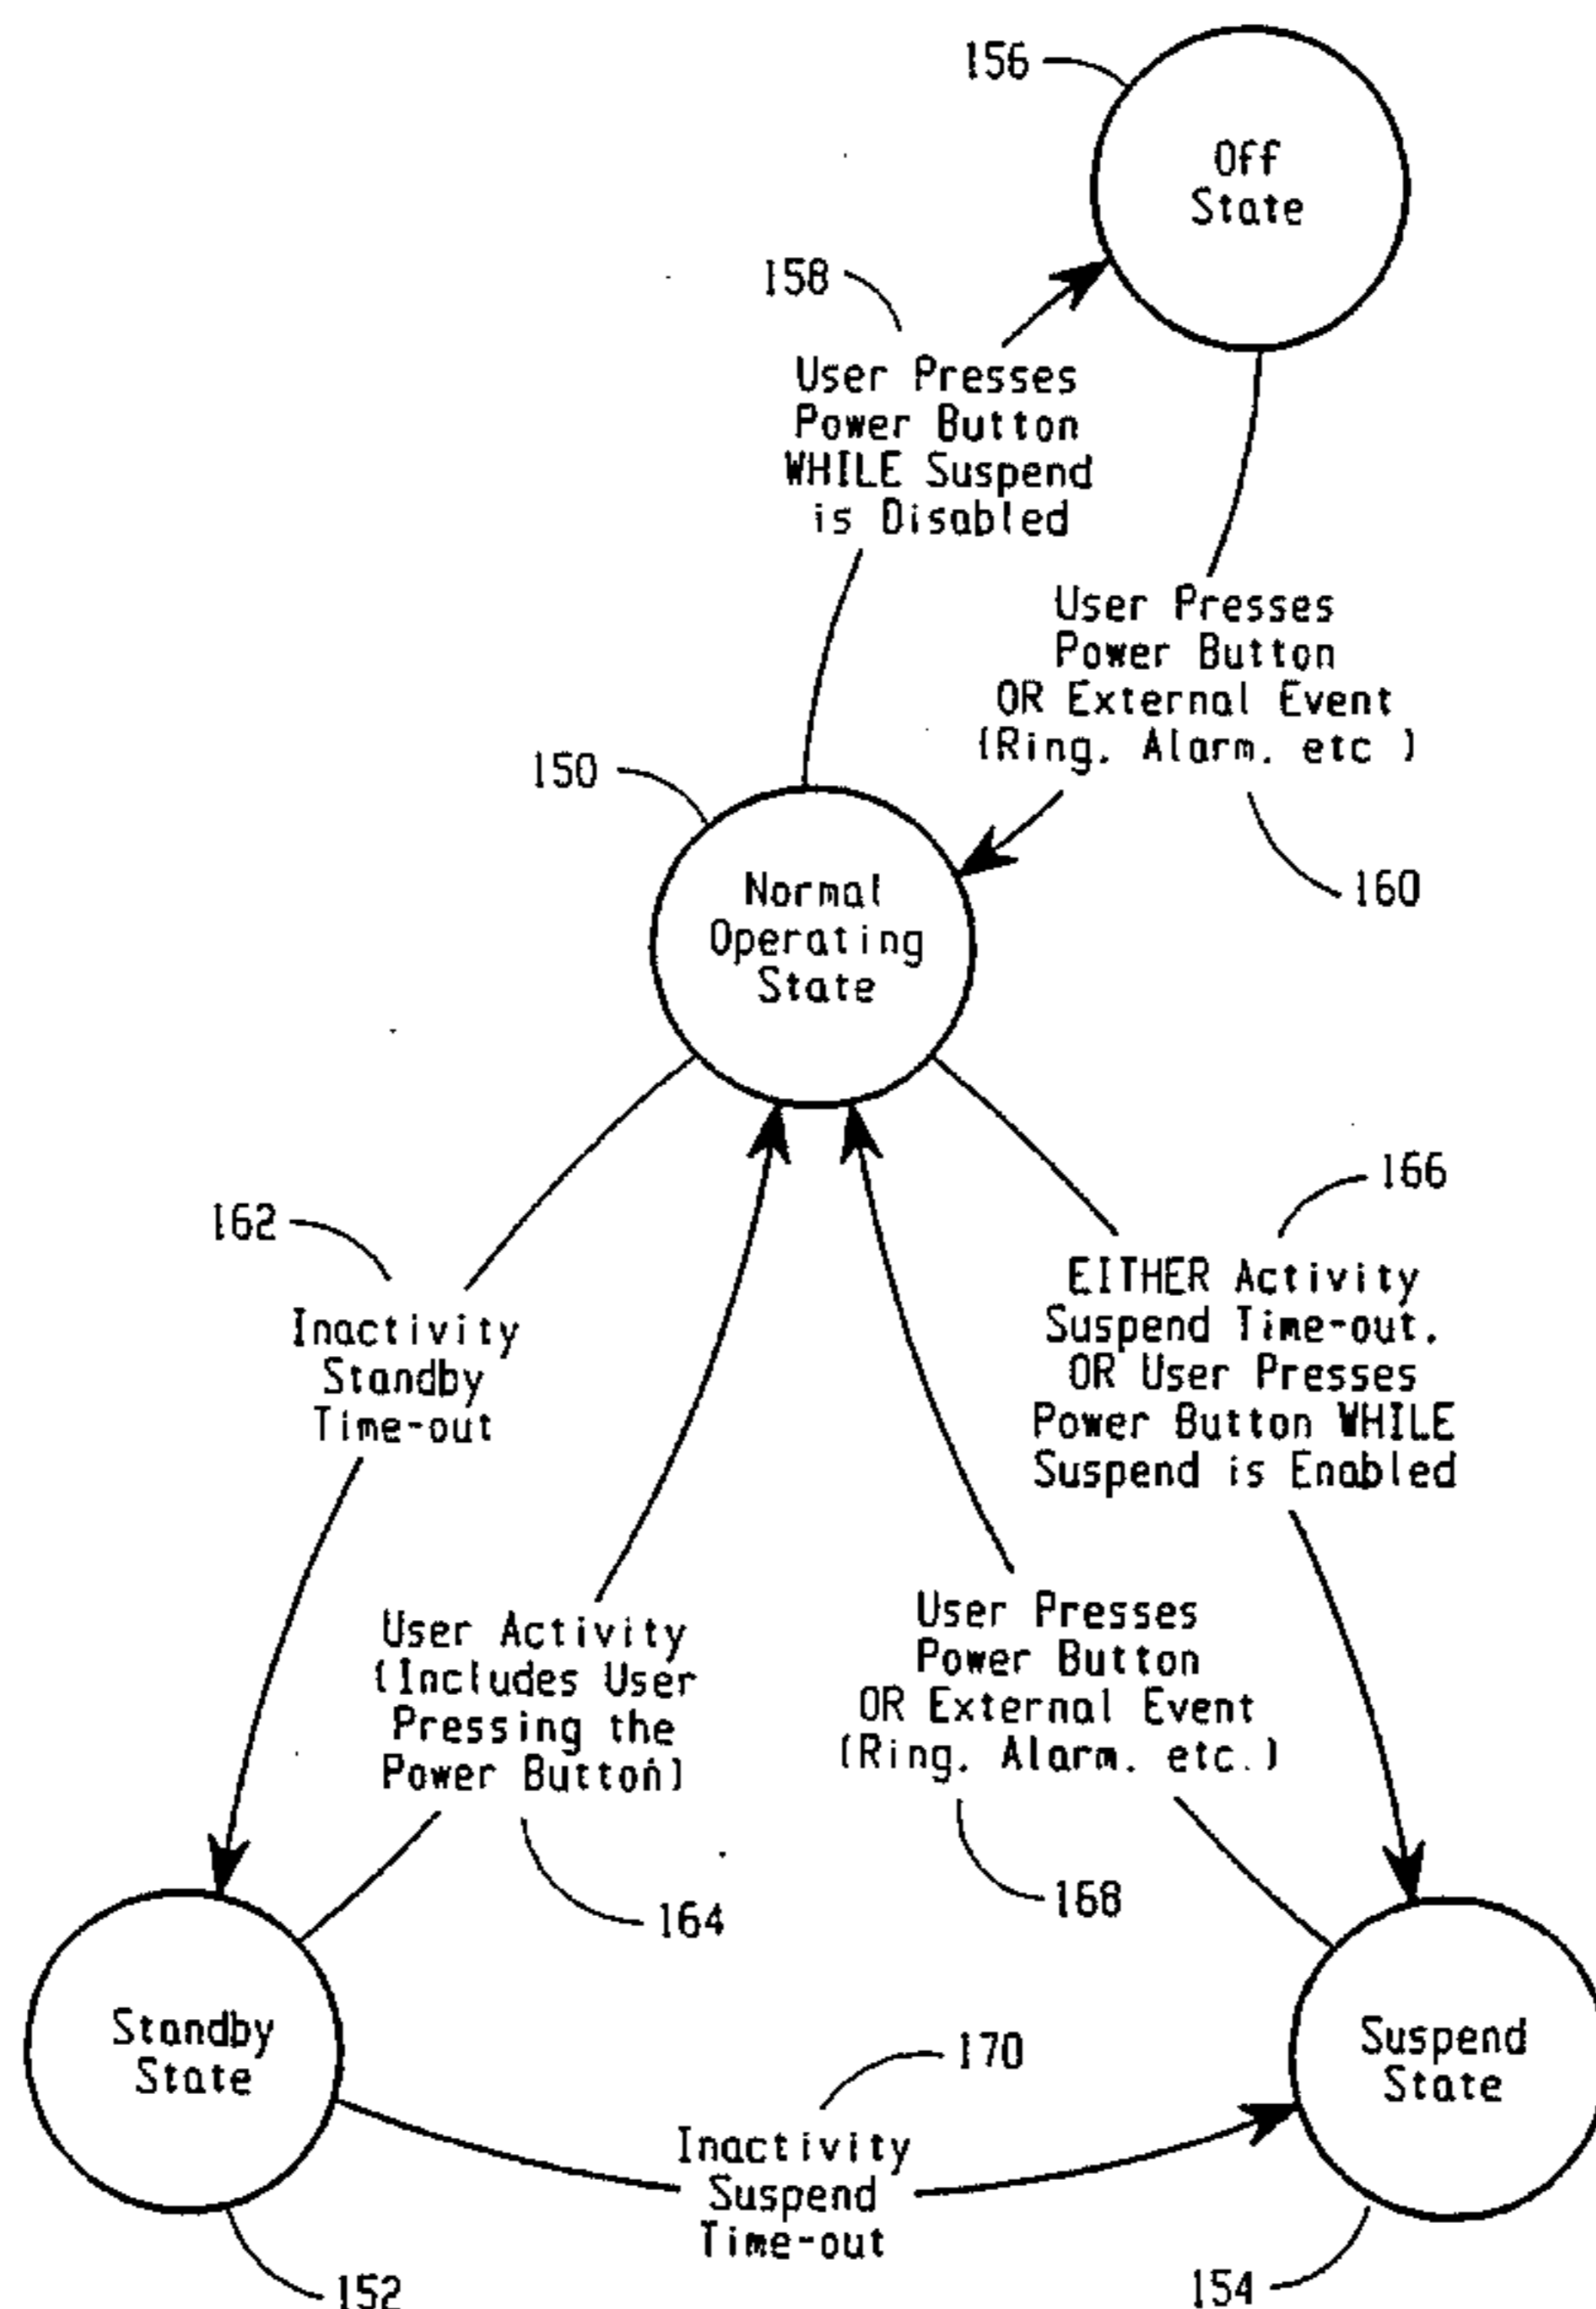 156
Off
State
158
User Presses
Power Button
WHILE Suspend
is Disabled
User Presses
Power Button
OR External Event
(Ring. Alarm. etc )
160
150
Normal
Operating
State
162
Inactivity
Standby
Time-out
166
EITHER Activity
Suspend Time-out.
OR User Presses
Power Button WHILE
Suspend is Enabled
User Activity
(Includes User
Pressing the
Power Button)
164
User Presses
Power Button
OR External Event
(Ring. Alarm. etc.)
168
Standby
State
152
170
Inactivity
Suspend
Time-out
Suspend
State
154